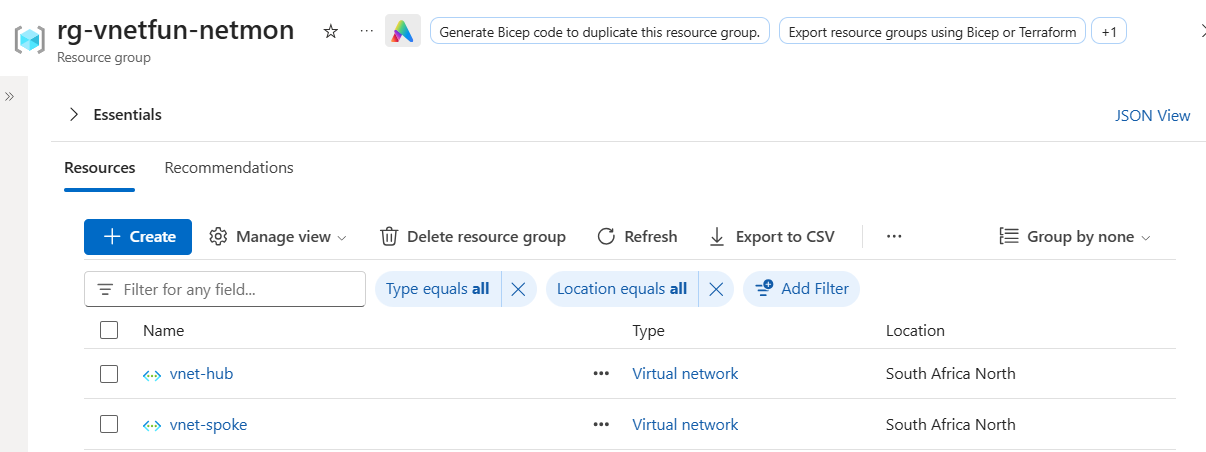 rg-vnetfun-netmon ☆ ... Generate Bicep code to duplicate this resource group. Export resource groups using Bicep or Terraform +1
Resource group
Essentials JSON View
Resources Recommendations
Create Manage view Delete resource group Refresh Export to CSV ... Group by none
Filter for any field... Type equals all Location equals all Add Filter
Name Type Location
vnet-hub ... Virtual network South Africa North
vnet-spoke ... Virtual network South Africa North